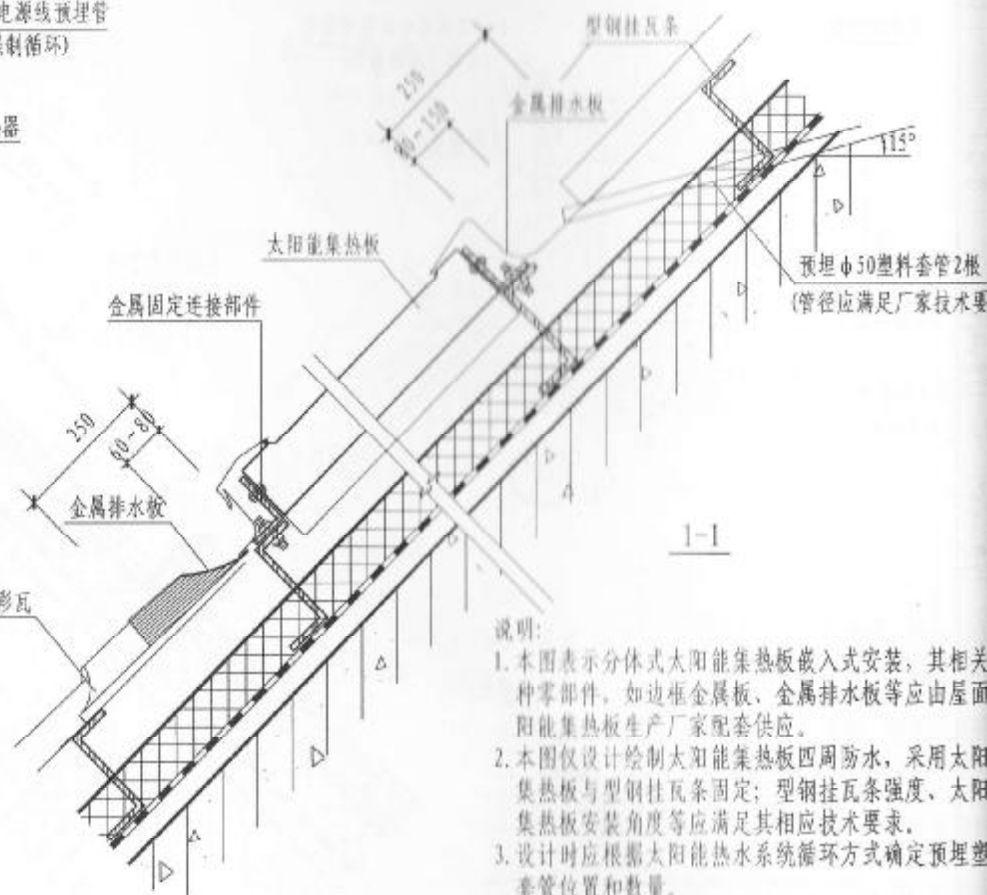 电源线预埋管
制循环)
器
型钢挂瓦条
250
金属排水板
150
15°
太阳能集热板
预坦φ50塑料套管2根
(管径应满足厂家技术要
金属固定连接部件
250
60~80
金属排水板
1-1
瓦
说明:
1. 本图表示分体式太阳能集热板嵌入式安装，其相关
种零部件，如边框金属板、金属排水板等应由屋面
阳能集热板生产厂家配套供应。
2. 本图仅设计绘制太阳能集热板四周防水，采用太阳
集热板与型钢挂瓦条固定；型钢挂瓦条强度、太阳
集热板安装角度等应满足其相应技术要求。
3. 设计时应根据太阳能热水系统循环方式确定预埋塑
套管位置和数量。